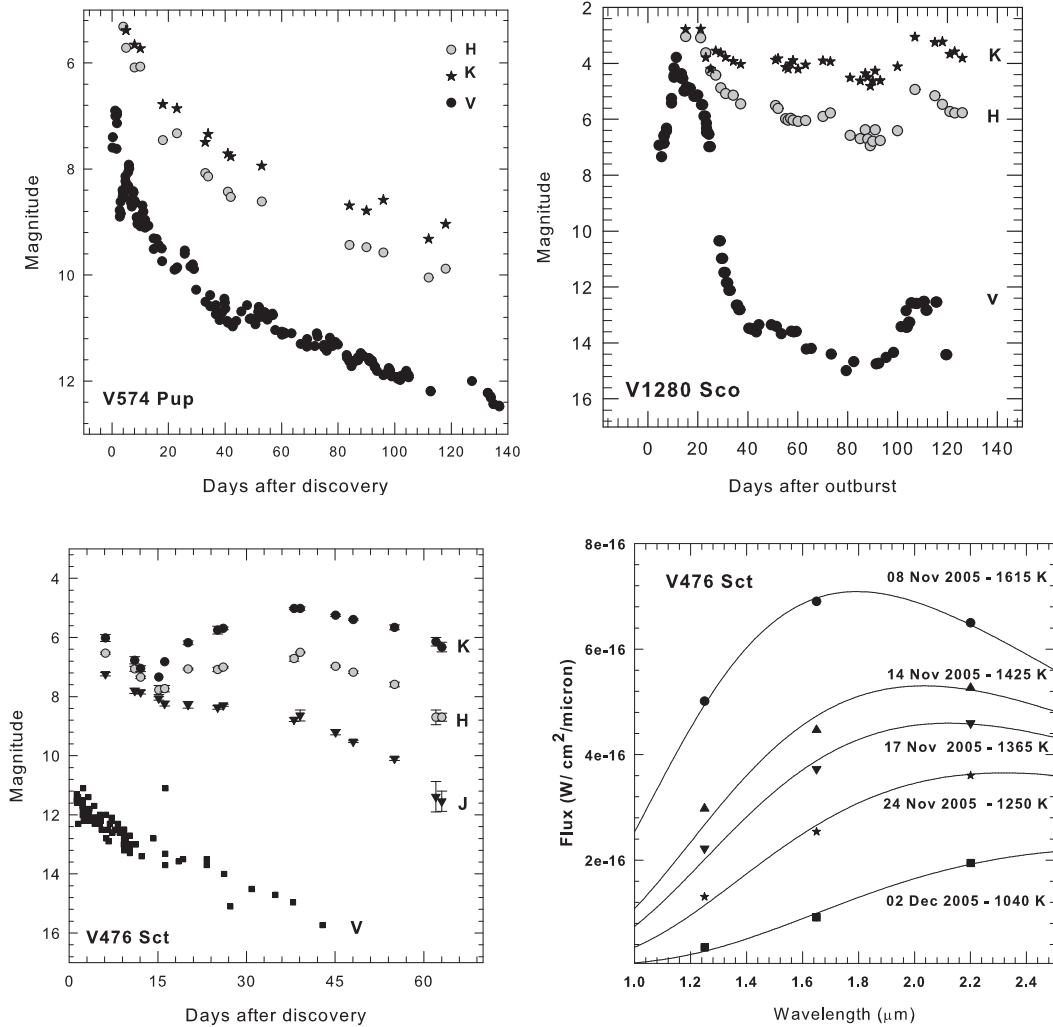 H
K
V
6
8
10
12
Magnitude
V574 Pup
0 20 40 60 80 100 120 140
Days after discovery
2
4
6
8
10
12
14
16
Magnitude
K
H
V
V1280 Sco
0 20 40 60 80 100 120 140
Days after outburst
4
6
8
10
12
14
16
Magnitude
K
H
J
V
V476 Sct
0 15 30 45 60
Days after discovery
V476 Sct
8e-16
6e-16
4e-16
2e-16
Flux (W/ cm²/micron)
08 Nov 2005 - 1615 K
14 Nov 2005 - 1425 K
17 Nov 2005 - 1365 K
24 Nov 2005 - 1250 K
02 Dec 2005 - 1040 K
1.0 1.2 1.4 1.6 1.8 2.0 2.2 2.4
Wavelength (μm)